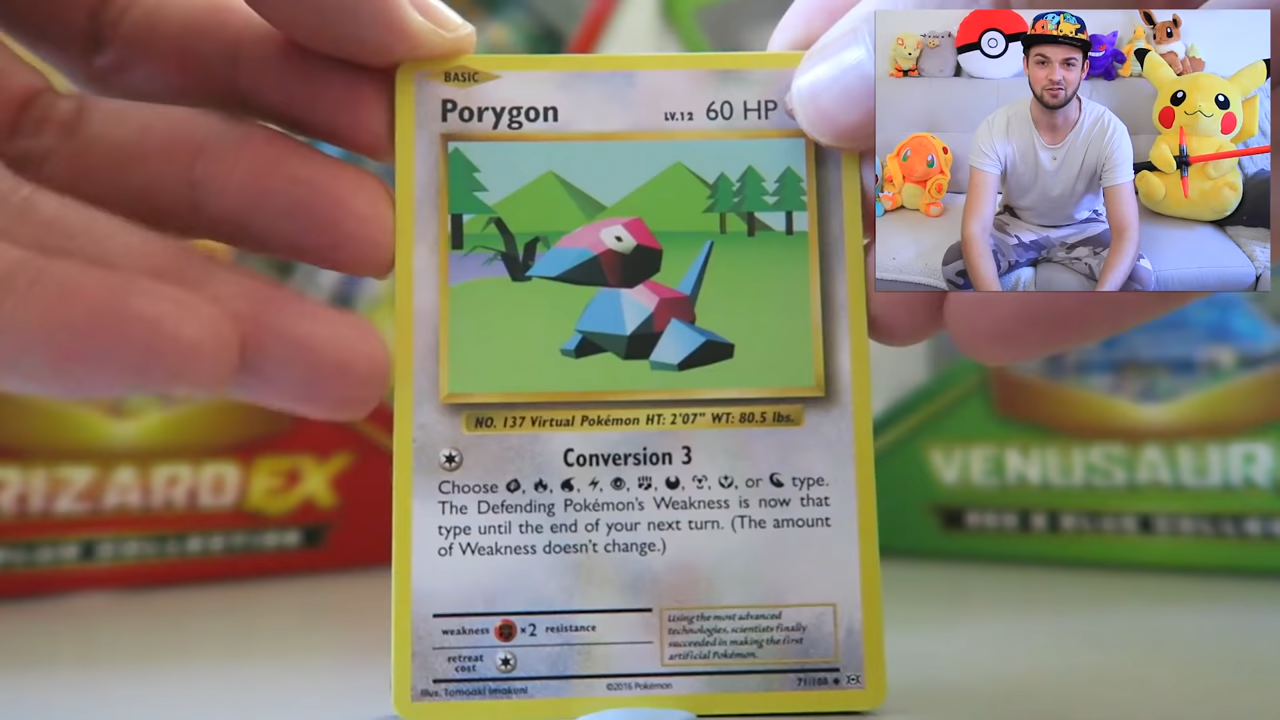 BASIC
Porygon
LV.12 60 HP
NO. 137 Virtual Pokémon HT: 2'07" WT: 80.5 lbs.
Conversion 3
Choose , , , , , , , , , or type.
The Defending Pokémon's Weakness is now that
type until the end of your next turn. (The amount
of Weakness doesn't change.)
weakness ×2 resistance
retreat
cost
Using the most advanced
technologies, scientists finally
succeeded in making the first
artificial Pokémon.
Illus. Tomoaki Imakuni
©2016 Pokémon
71/108
RIZARD EX
COLLECTION
VENUSAUR